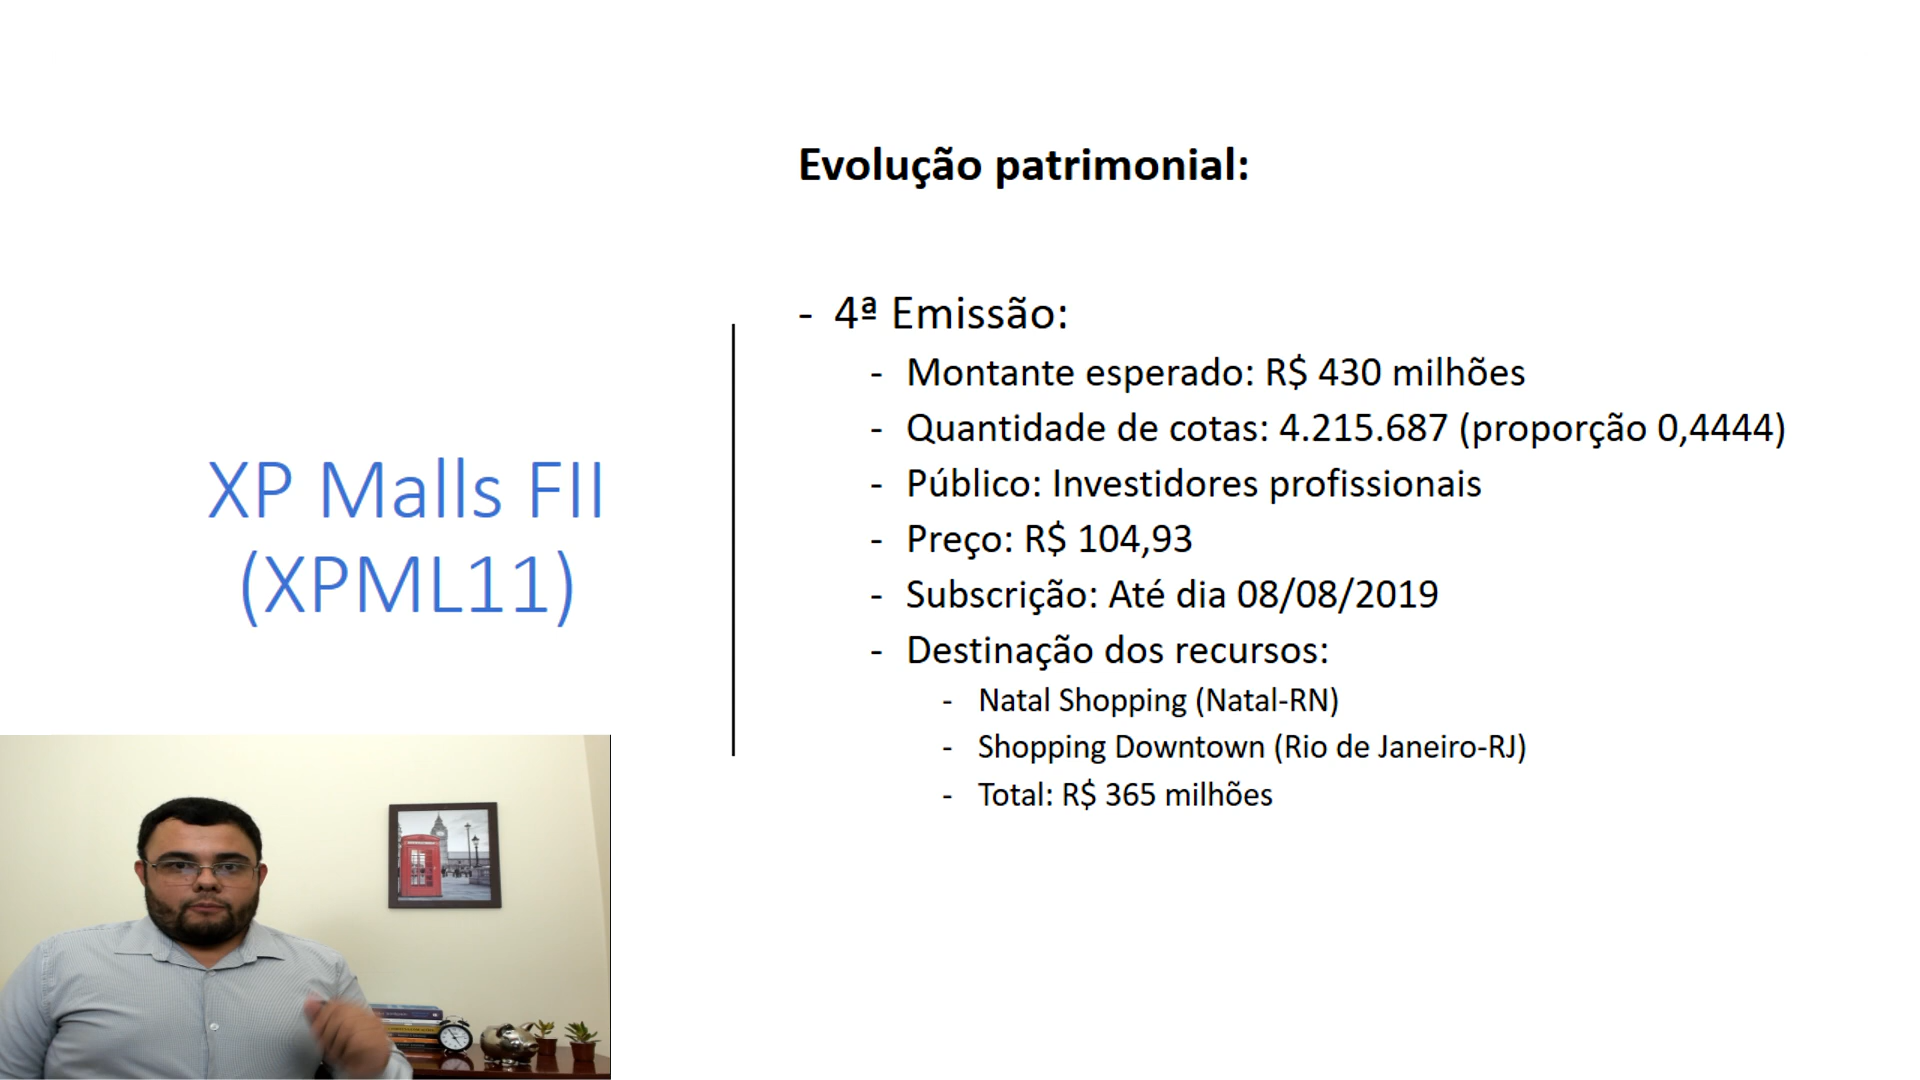 XP Malls FII
(XPML11)
Evolução patrimonial:
- 4ª Emissão:
- Montante esperado: R$ 430 milhões
- Quantidade de cotas: 4.215.687 (proporção 0,4444)
- Público: Investidores profissionais
- Preço: R$ 104,93
- Subscrição: Até dia 08/08/2019
- Destinação dos recursos:
- Natal Shopping (Natal-RN)
- Shopping Downtown (Rio de Janeiro-RJ)
- Total: R$ 365 milhões